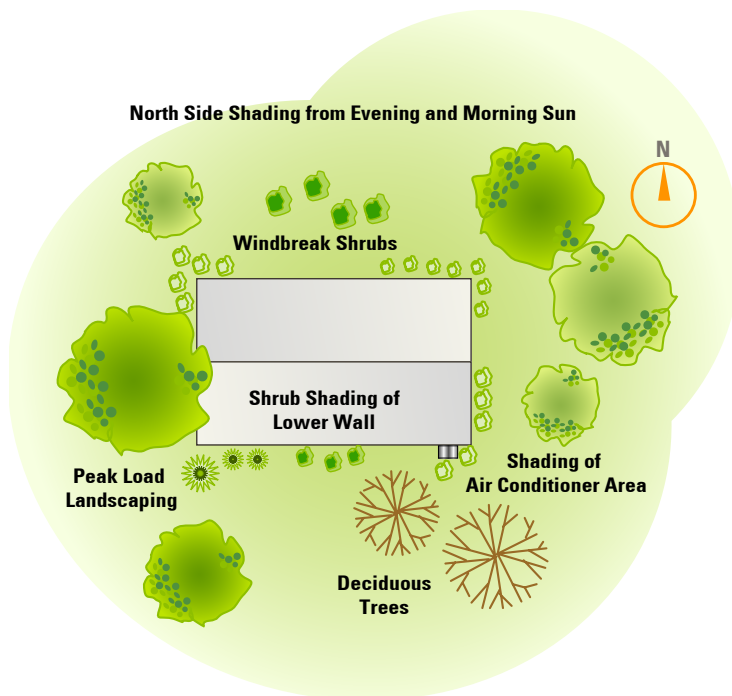 North Side Shading from Evening and Morning Sun
N
Windbreak Shrubs
Shrub Shading of
Lower Wall
Peak Load
Landscaping
Shading of
Air Conditioner Area
Deciduous
Trees